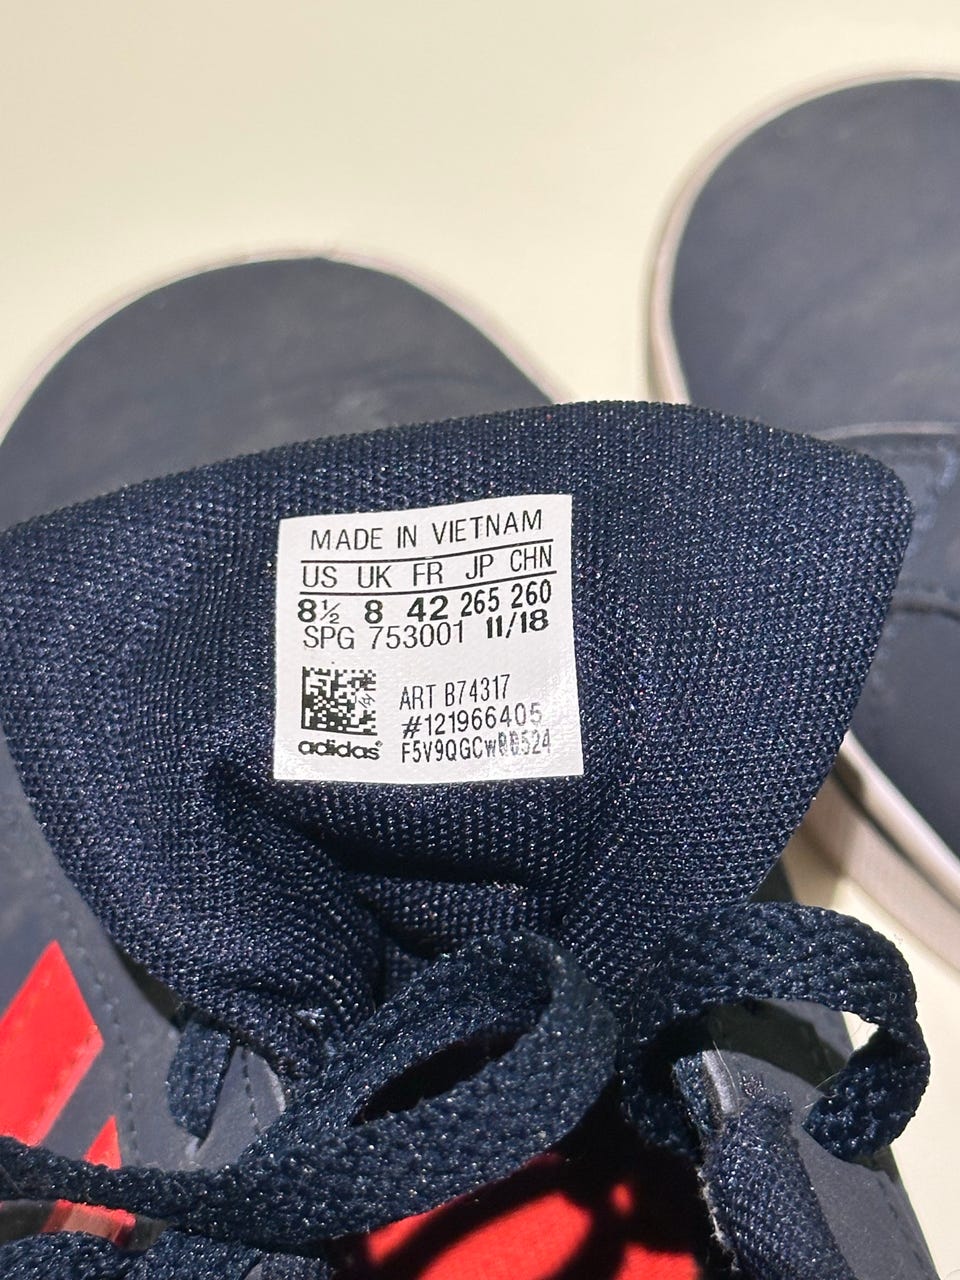 MADE IN VIETNAM
US UK FR JP CHN
8½ 8 42 265 260
SPG 753001 11/18
ART B74317
#121966405
adidas